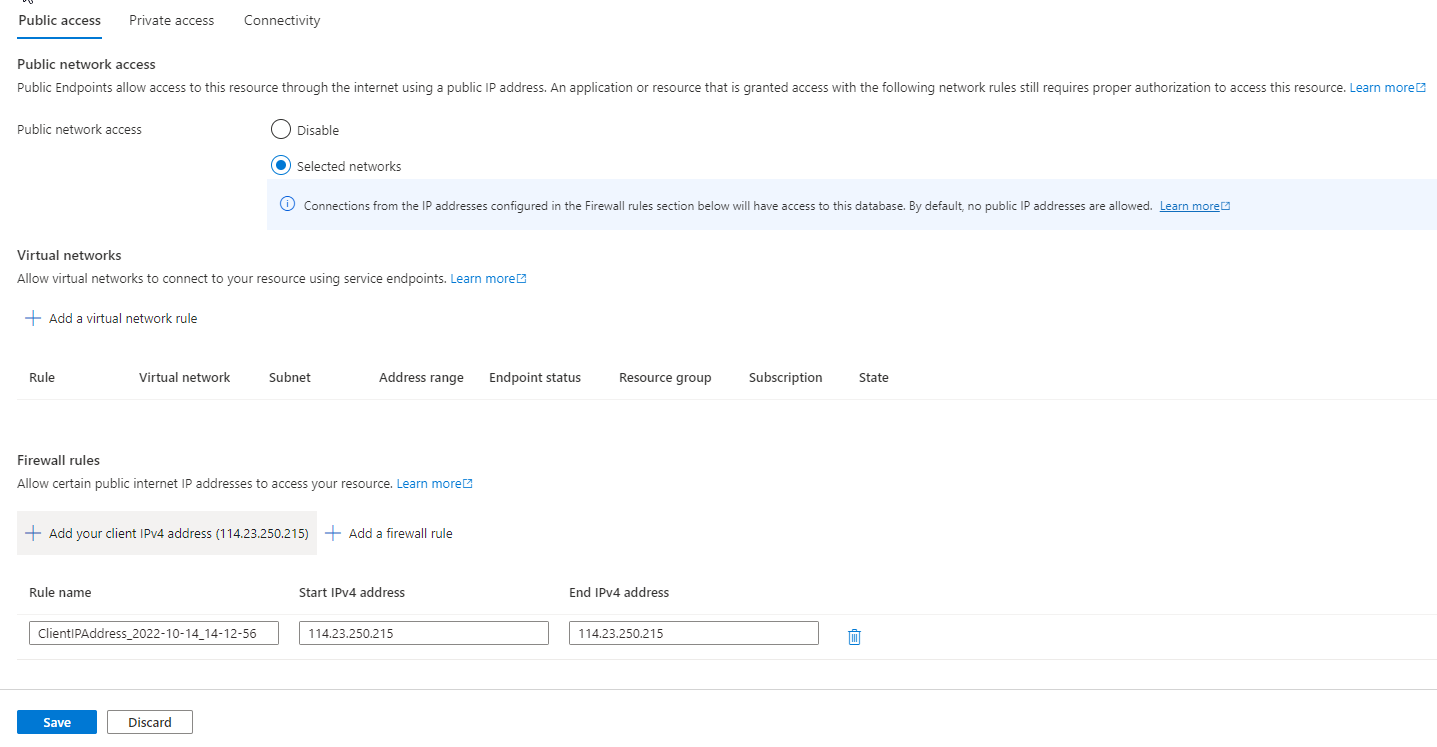 Public access Private access Connectivity
Public network access
Public Endpoints allow access to this resource through the internet using a public IP address. An application or resource that is granted access with the following network rules still requires proper authorization to access this resource. Learn more
Public network access
Disable
Selected networks
Connections from the IP addresses configured in the Firewall rules section below will have access to this database. By default, no public IP addresses are allowed. Learn more
Virtual networks
Allow virtual networks to connect to your resource using service endpoints. Learn more
Add a virtual network rule
Rule Virtual network Subnet Address range Endpoint status Resource group Subscription State
Firewall rules
Allow certain public internet IP addresses to access your resource. Learn more
Add your client IPv4 address (114.23.250.215) Add a firewall rule
Rule name Start IPv4 address End IPv4 address
ClientIPAddress_2022-10-14_14-12-56 114.23.250.215 114.23.250.215
Save Discard